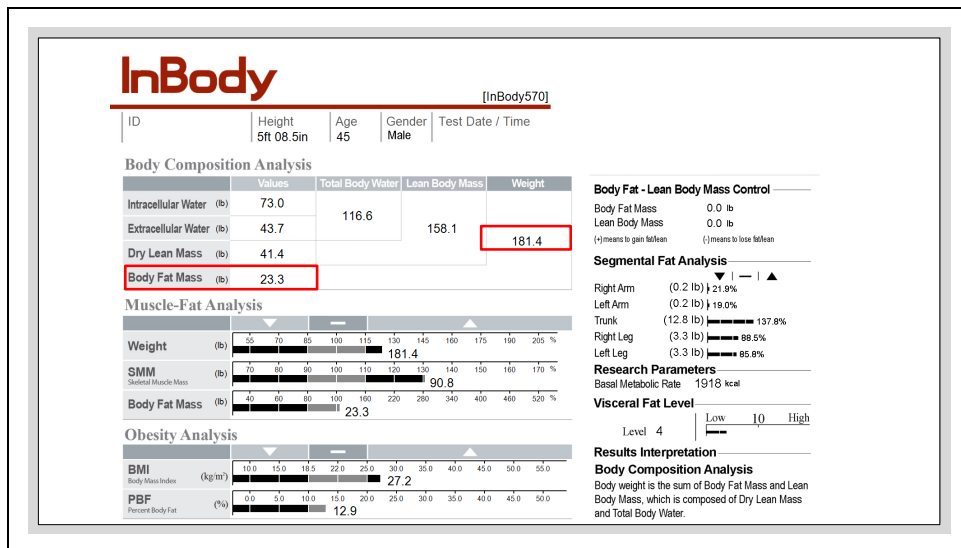 InBody
[InBody570]
ID Height Age Gender Test Date / Time
5ft 08.5in 45 Male
Body Composition Analysis
Values Total Body Water Lean Body Mass Weight
Intracellular Water (lb) 73.0
116.6
Extracellular Water (lb) 43.7
158.1
181.4
Dry Lean Mass (lb) 41.4
Body Fat Mass (lb) 23.3
Muscle-Fat Analysis
Weight (lb) 55 70 85 100 115 130 145 160 175 190 205 %
181.4
SMM (lb) 70 80 90 100 110 120 130 140 150 160 170 %
Skeletal Muscle Mass 90.8
Body Fat Mass (lb) 40 60 80 100 160 220 280 340 400 460 520 %
23.3
Obesity Analysis
BMI (kg/m²) 10.0 15.0 18.5 22.0 25.0 30.0 35.0 40.0 45.0 50.0 55.0
Body Mass Index 27.2
PBF (%) 0.0 5.0 10.0 15.0 20.0 25.0 30.0 35.0 40.0 45.0 50.0
Percent Body Fat 12.9
Body Fat - Lean Body Mass Control
Body Fat Mass 0.0 lb
Lean Body Mass 0.0 lb
(+) means to gain fat/lean (-) means to lose fat/lean
Segmental Fat Analysis
Right Arm (0.2 lb) 21.9%
Left Arm (0.2 lb) 19.0%
Trunk (12.8 lb) 137.8%
Right Leg (3.3 lb) 88.5%
Left Leg (3.3 lb) 85.8%
Research Parameters
Basal Metabolic Rate 1918 kcal
Visceral Fat Level
Low 10 High
Level 4
Results Interpretation
Body Composition Analysis
Body weight is the sum of Body Fat Mass and Lean
Body Mass, which is composed of Dry Lean Mass
and Total Body Water.